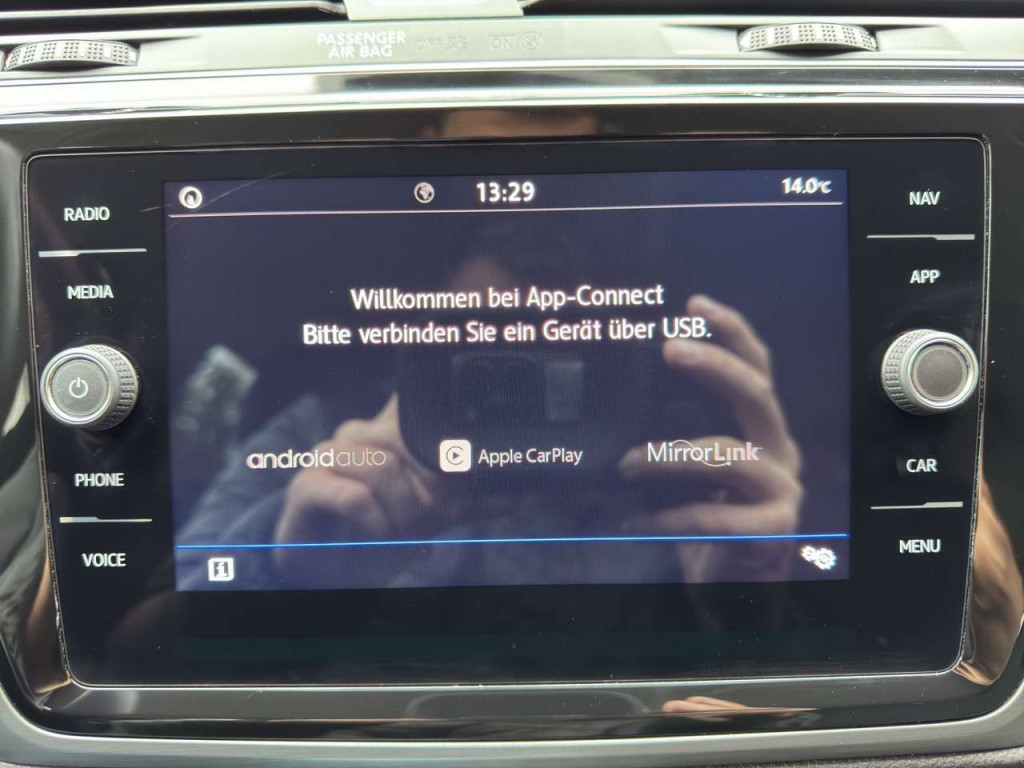 PASSENGER
AIR BAG
ON
13:29
14.0°C
RADIO
NAV
MEDIA
APP
Willkommen bei App-Connect
Bitte verbinden Sie ein Gerät über USB.
androidauto
Apple CarPlay
MirrorLink
PHONE
CAR
VOICE
MENU
i